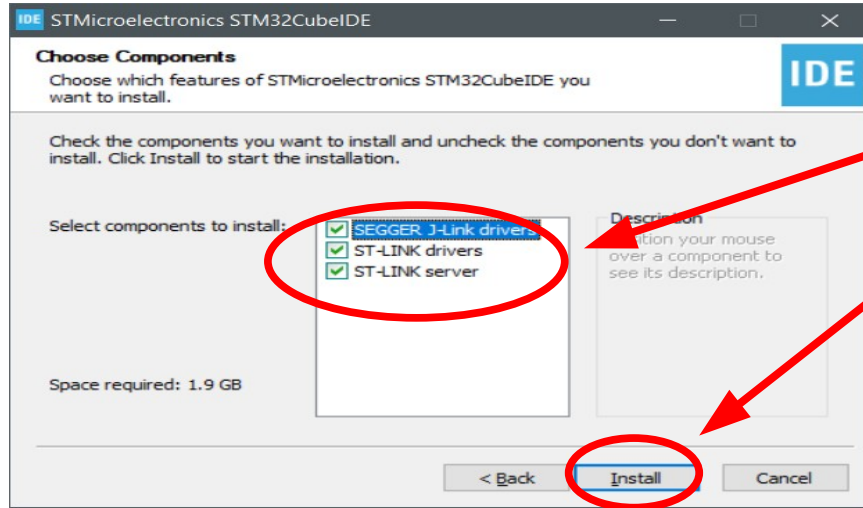 IDE STMicroelectronics STM32CubeIDE
Choose Components
Choose which features of STMicroelectronics STM32CubeIDE you
want to install.
IDE
Check the components you want to install and uncheck the components you don't want to
install. Click Install to start the installation.
Select components to install:
SEGGER J-Link drivers
ST-LINK drivers
ST-LINK server
Description
your mouse
over a component to
see its description.
Space required: 1.9 GB
< Back
Install
Cancel